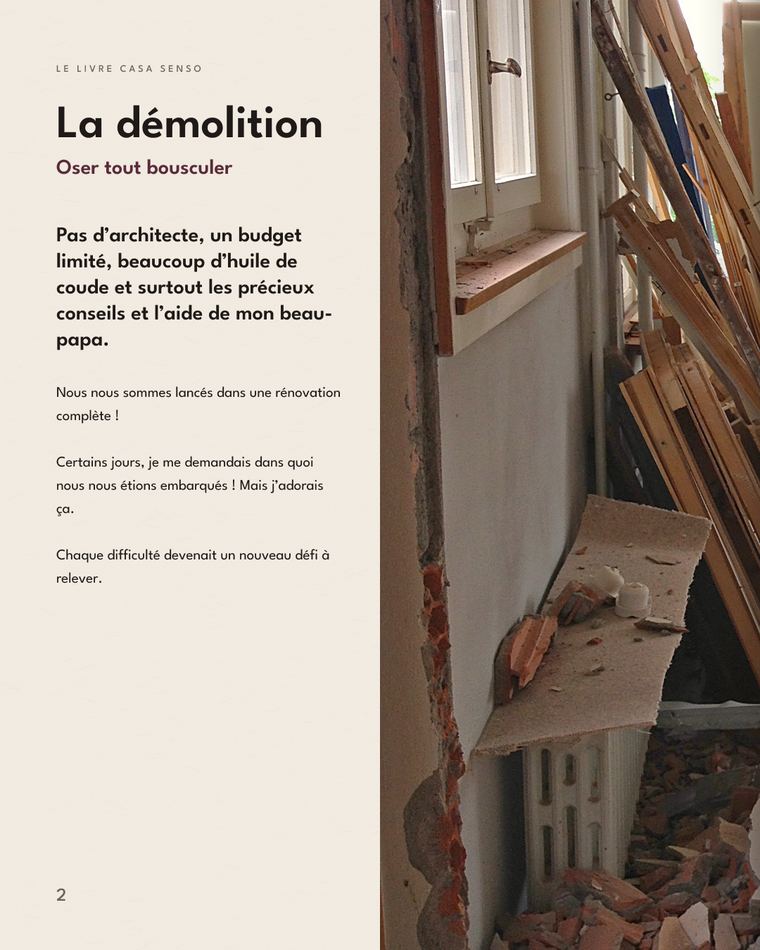 LE LIVRE CASA SENSO
La démolition
Oser tout bousculer
Pas d’architecte, un budget
limité, beaucoup d’huile de
coude et surtout les précieux
conseils et l’aide de mon beau-
papa.
Nous nous sommes lancés dans une rénovation
complète !
Certains jours, je me demandais dans quoi
nous nous étions embarqués ! Mais j’adorais
ça.
Chaque difficulté devenait un nouveau défi à
relever.
2